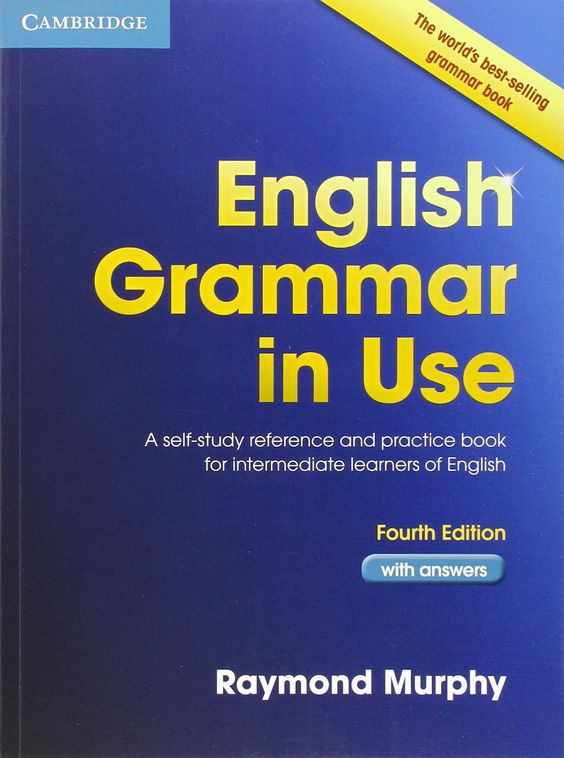 CAMBRIDGE
The world's best-selling
grammar book
English
Grammar
in Use
A self-study reference and practice book
for intermediate learners of English
Fourth Edition
with answers
Raymond Murphy